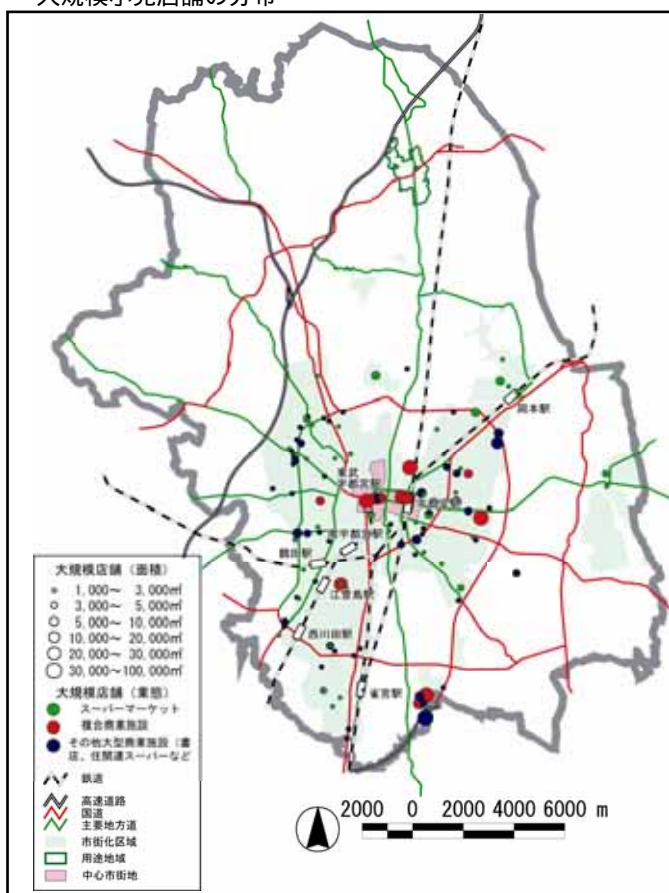 大規模小売店舗の分布
岡本駅
東武
宇都宮駅
宇都宮駅
南宇都宮駅
鶴田駅
江曽島駅
西川田駅
雀宮駅
大規模店舗（面積）
1,000～ 3,000㎡
3,000～ 5,000㎡
5,000～ 10,000㎡
10,000～ 20,000㎡
20,000～ 30,000㎡
30,000～100,000㎡
大規模店舗（業態）
スーパーマーケット
複合商業施設
その他大型商業施設（書
店、住関連スーパーなど
鉄道
高速道路
国道
主要地方道
市街化区域
用途地域
中心市街地
2000 0 2000 4000 6000 m